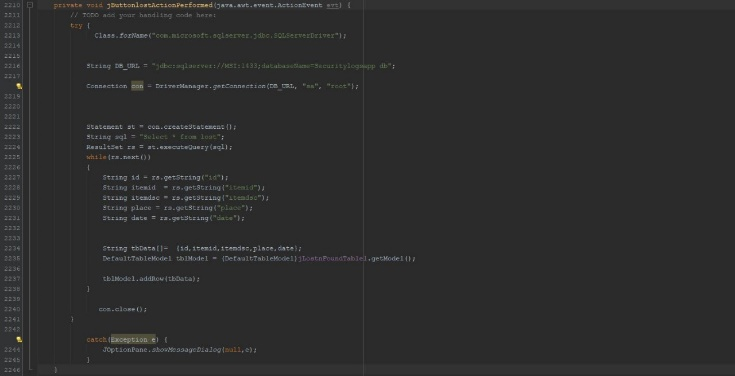 2210 private void jButtonlostActionPerformed(java.awt.event.ActionEvent evt) {
2211 // TODO add your handling code here:
2212 try {
2213 Class.forName("com.microsoft.sqlserver.jdbc.SQLServerDriver");
2214
2215
2216 String DB_URL = "jdbc:sqlserver://MSI:1433;databaseName=Securitylogsapp db";
2217
Connection con = DriverManager.getConnection(DB_URL, "sa", "root");
2219
2220
2221
2222 Statement st = con.createStatement();
2223 String sql = "Select * from lost";
2224 ResultSet rs = st.executeQuery(sql);
2225 while(rs.next())
2226 {
2227 String id = rs.getString("id");
2228 String itemid = rs.getString("itemid");
2229 String itemdsc = rs.getString("itemdsc");
2230 String place = rs.getString("place");
2231 String date = rs.getString("date");
2232
2233
2234 String tbData[]= {id,itemid,itemdsc,place,date};
2235 DefaultTableModel tblModel = (DefaultTableModel)jLostnFoundTable1.getModel();
2236
2237 tblModel.addRow(tbData);
2238 }
2239
2240 con.close();
2241 }
2242
catch(Exception e) {
2244 JOptionPane.showMessageDialog(null,e);
2245 }
2246 }